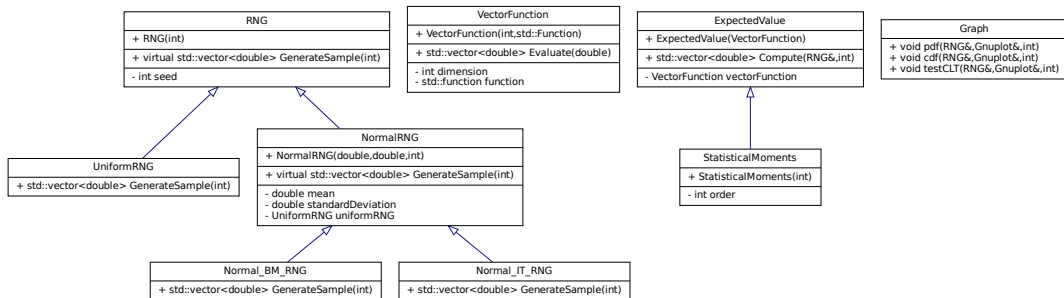 RNG
+ RNG(int)
+ virtual std::vector<double> GenerateSample(int)
- int seed
VectorFunction
+ VectorFunction(int,std::Function)
+ std::vector<double> Evaluate(double)
- int dimension
- std::function function
ExpectedValue
+ ExpectedValue(VectorFunction)
+ std::vector<double> Compute(RNG&,int)
- VectorFunction vectorFunction
Graph
+ void pdf(RNG&,Gnuplot&,int)
+ void cdf(RNG&,Gnuplot&,int)
+ void testCLT(RNG&,Gnuplot&,int)
UniformRNG
+ std::vector<double> GenerateSample(int)
NormalRNG
+ NormalRNG(double,double,int)
+ virtual std::vector<double> GenerateSample(int)
- double mean
- double standardDeviation
- UniformRNG uniformRNG
StatisticalMoments
+ StatisticalMoments(int)
- int order
Normal_BM_RNG
+ std::vector<double> GenerateSample(int)
Normal_IT_RNG
+ std::vector<double> GenerateSample(int)